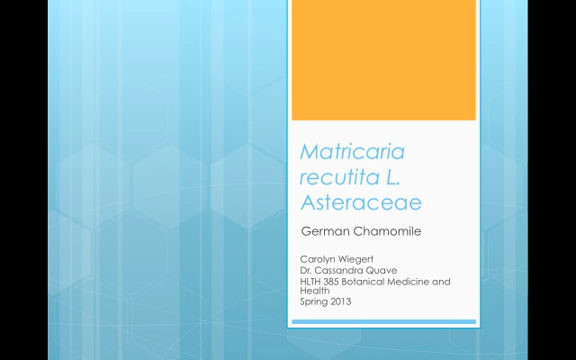 Matricaria
recutita L.
Asteraceae
German Chamomile
Carolyn Wiegert
Dr. Cassandra Quave
HLTH 385 Botanical Medicine and
Health
Spring 2013